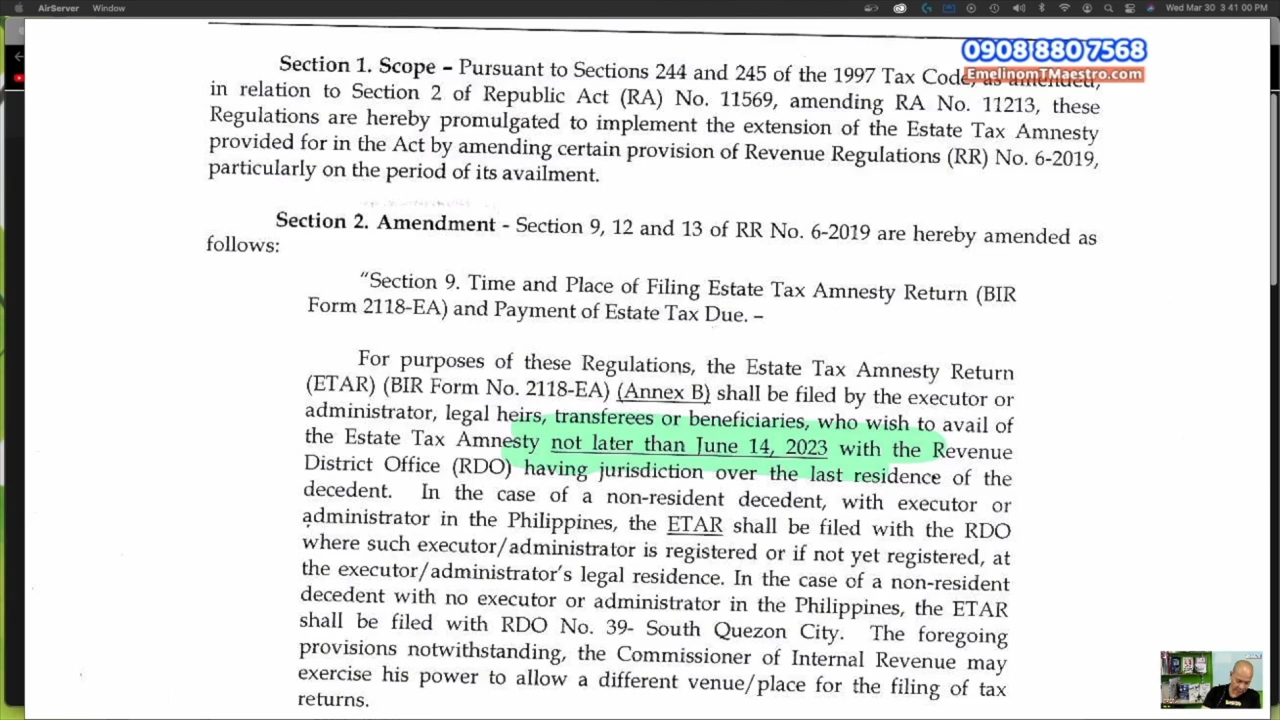 AirServer Window
Wed Mar 30 3 41 00 PM
0908 880 7568
EmelinomTMaestro.com
Section 1. Scope – Pursuant to Sections 244 and 245 of the 1997 Tax Code, as amended,
in relation to Section 2 of Republic Act (RA) No. 11569, amending RA No. 11213, these
Regulations are hereby promulgated to implement the extension of the Estate Tax Amnesty
provided for in the Act by amending certain provision of Revenue Regulations (RR) No. 6-2019,
particularly on the period of its availment.
Section 2. Amendment - Section 9, 12 and 13 of RR No. 6-2019 are hereby amended as
follows:
"Section 9. Time and Place of Filing Estate Tax Amnesty Return (BIR
Form 2118-EA) and Payment of Estate Tax Due. –
For purposes of these Regulations, the Estate Tax Amnesty Return
(ETAR) (BIR Form No. 2118-EA) (Annex B) shall be filed by the executor or
administrator, legal heirs, transferees or beneficiaries, who wish to avail of
the Estate Tax Amnesty not later than June 14, 2023 with the Revenue
District Office (RDO) having jurisdiction over the last residence of the
decedent. In the case of a non-resident decedent, with executor or
administrator in the Philippines, the ETAR shall be filed with the RDO
where such executor/administrator is registered or if not yet registered, at
the executor/administrator's legal residence. In the case of a non-resident
decedent with no executor or administrator in the Philippines, the ETAR
shall be filed with RDO No. 39- South Quezon City. The foregoing
provisions notwithstanding, the Commissioner of Internal Revenue may
exercise his power to allow a different venue/place for the filing of tax
returns.